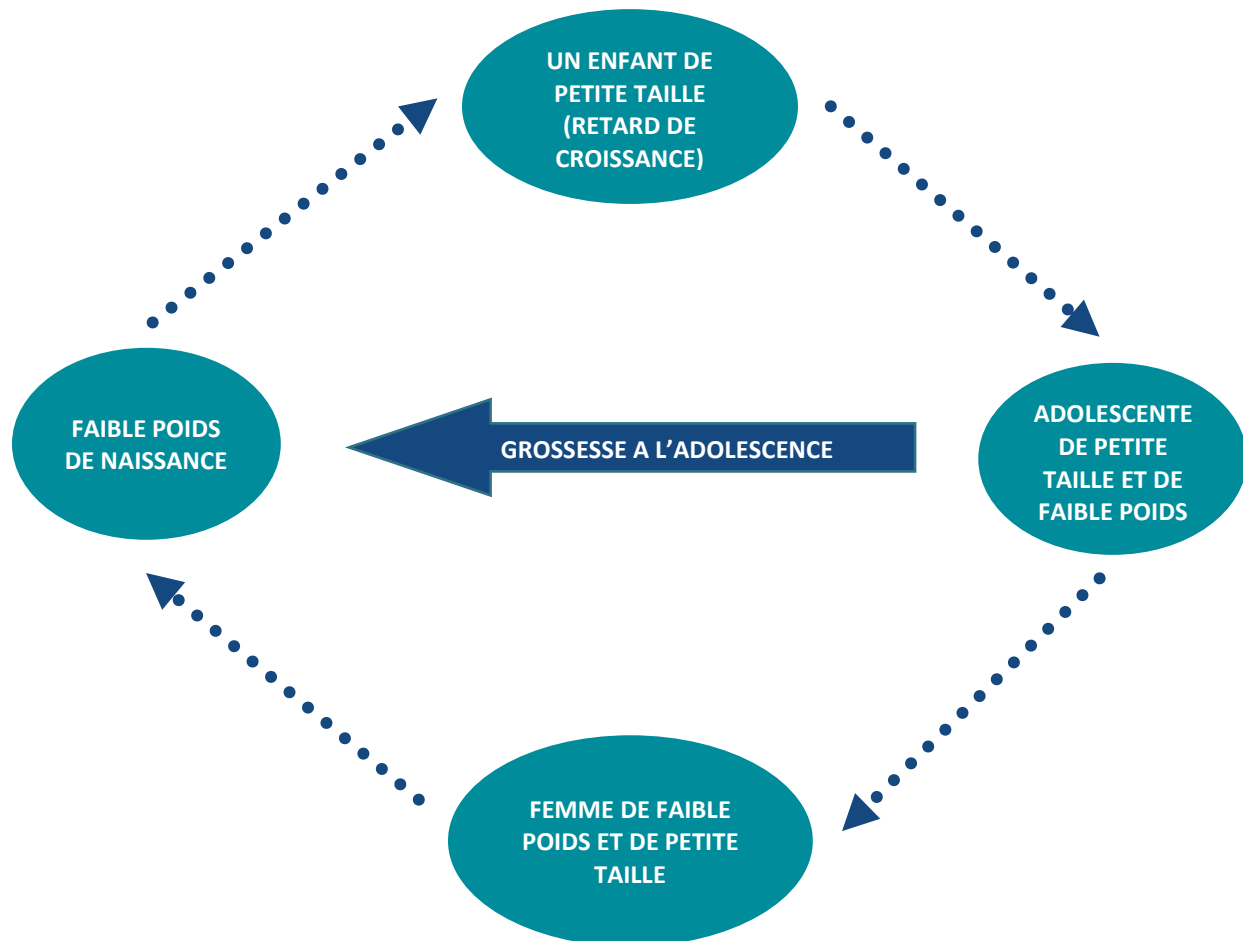 UN ENFANT DE
PETITE TAILLE
(RETARD DE
CROISSANCE)
FAIBLE POIDS
DE NAISSANCE
GROSSESSE A L’ADOLESCENCE
ADOLESCENTE
DE PETITE
TAILLE ET DE
FAIBLE POIDS
FEMME DE FAIBLE
POIDS ET DE PETITE
TAILLE